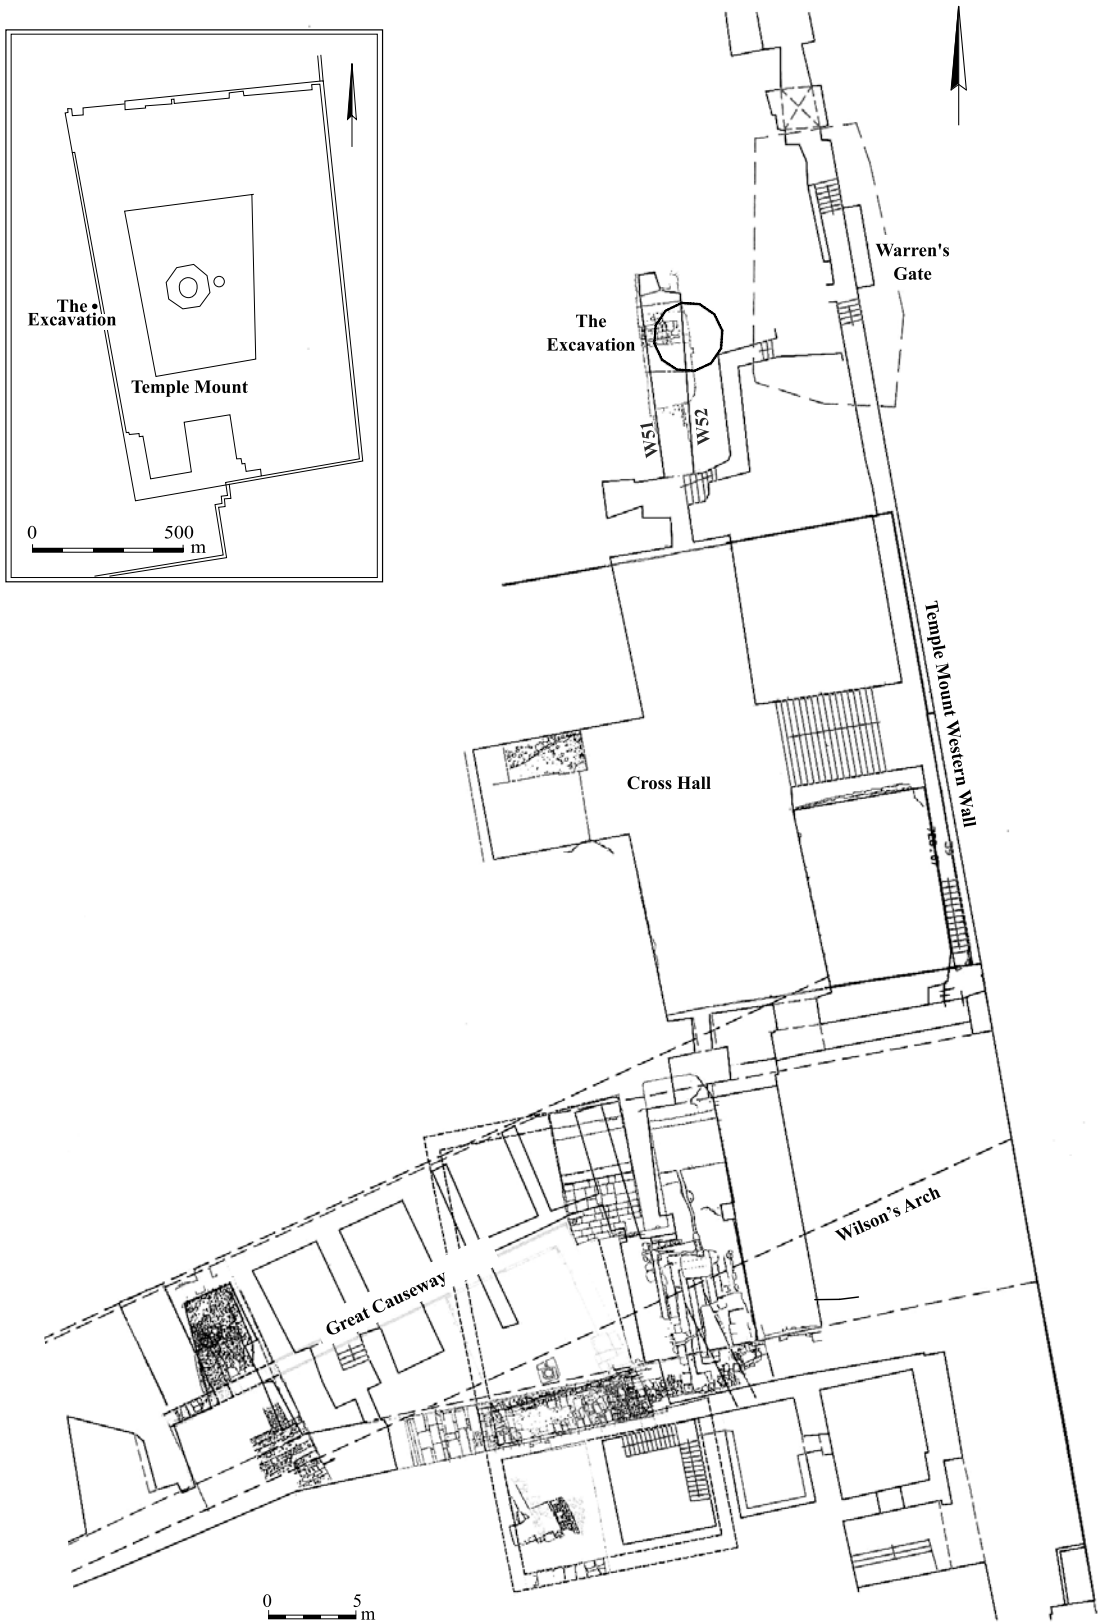 The
Excavation
Temple Mount
0 500
m
Warren's
Gate
The
Excavation
W51
W52
Temple Mount Western Wall
Cross Hall
39
Wilson's Arch
Great Causeway
0 5
m